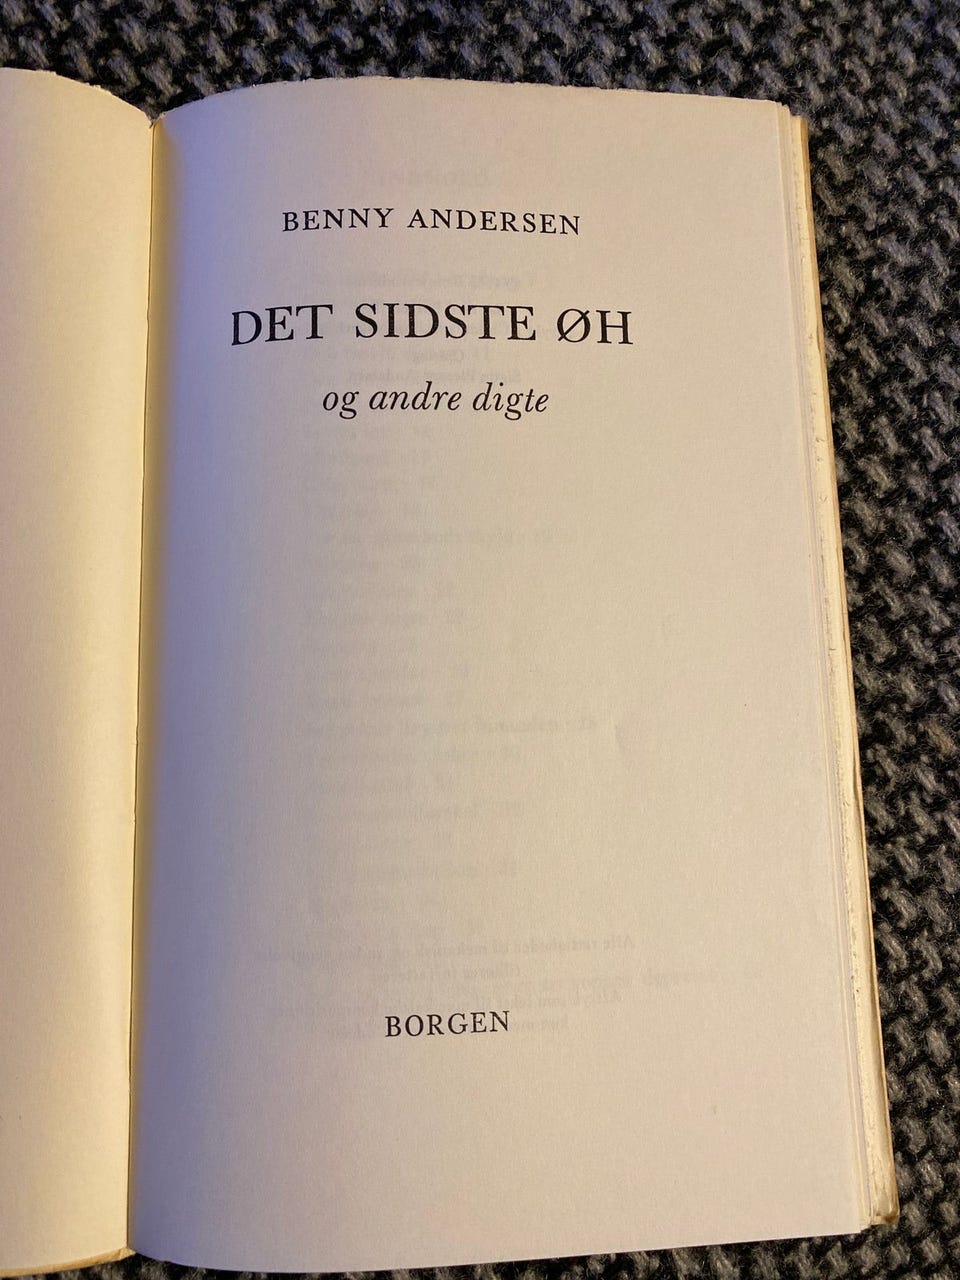 BENNY ANDERSEN
DET SIDSTE ØH
og andre digte
BORGEN